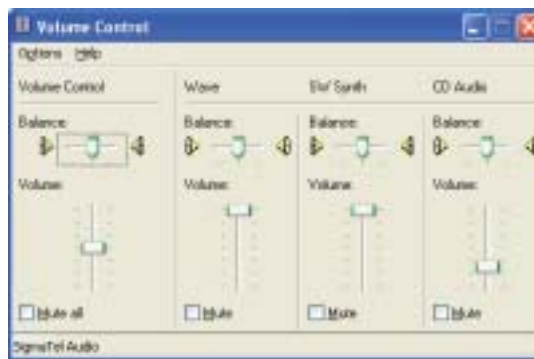 Volume Control
Options Help
Volume Control Wave SW Synth CD Audio
Balance: Balance: Balance: Balance:
Volume: Volume: Volume: Volume:
Mute all Mute Mute Mute
SigmaTel Audio